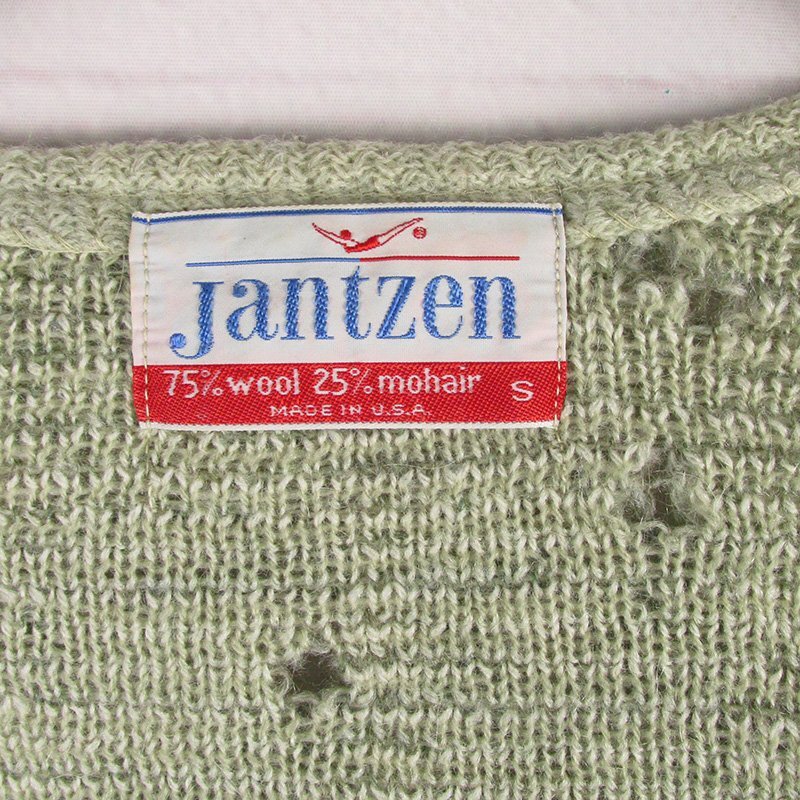 Jantzen
75% wool 25% mohair S
MADE IN U.S.A.